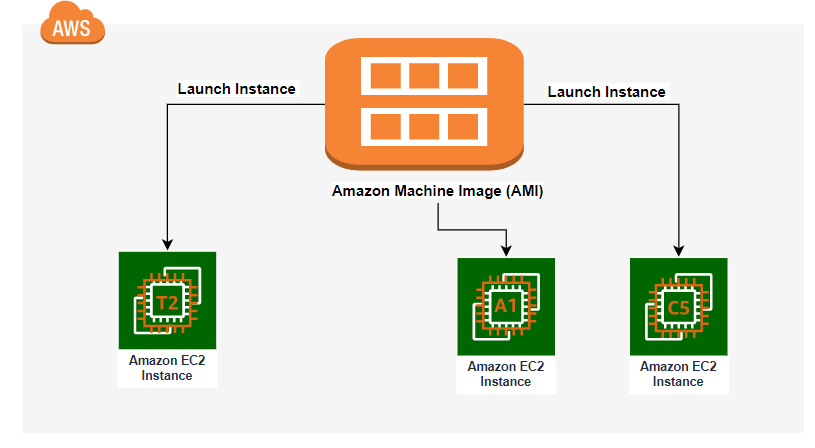 AWS
Launch Instance
Launch Instance
Amazon Machine Image (AMI)
T2
A1
C5
Amazon EC2
Instance
Amazon EC2
Instance
Amazon EC2
Instance